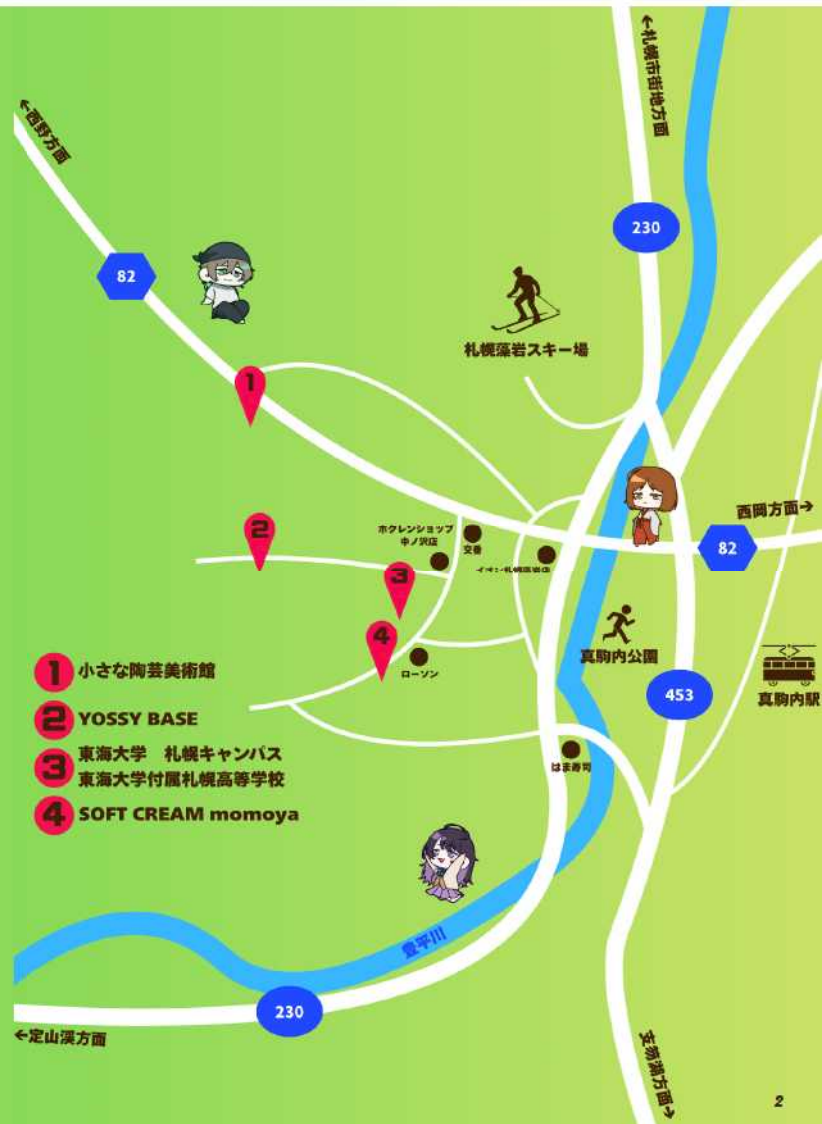 ←札幌市街地方面
←西野方面
230
82
札幌藻岩スキー場
1
西岡方面→
ホクレンショップ
中ノ沢店
交番
2
82
3
4
真駒内公園
ローソン
453
真駒内駅
1 小さな陶芸美術館
2 YOSSY BASE
3 東海大学 札幌キャンパス
東海大学付属札幌高等学校
4 SOFT CREAM momoya
はま寿司
豊平川
230
←定山渓方面
支笏湖方面→
2